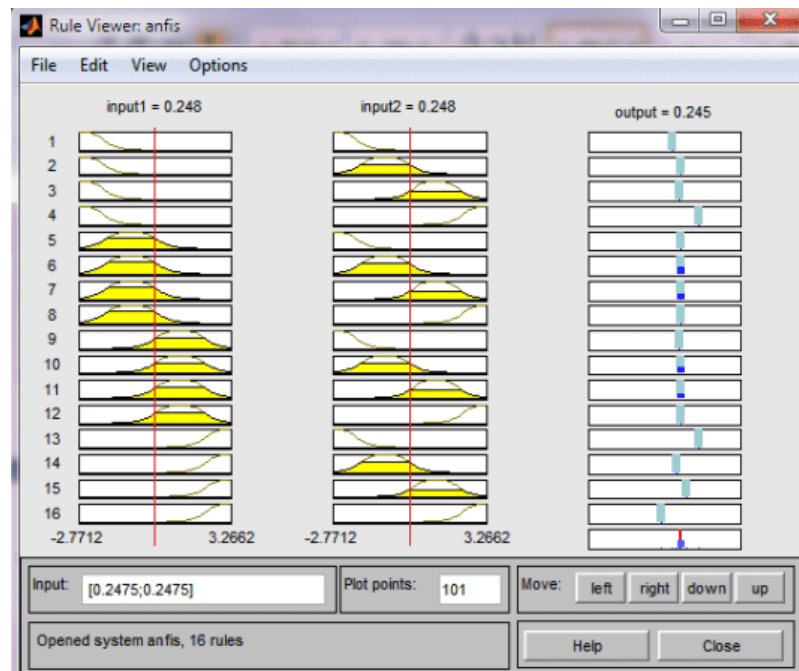 Rule Viewer: anfis
File Edit View Options
input1 = 0.248 input2 = 0.248 output = 0.245
1
2
3
4
5
6
7
8
9
10
11
12
13
14
15
16
-2.7712 3.2662 -2.7712 3.2662
Input: [0.2475;0.2475] Plot points: 101 Move: left right down up
Opened system anfis, 16 rules Help Close